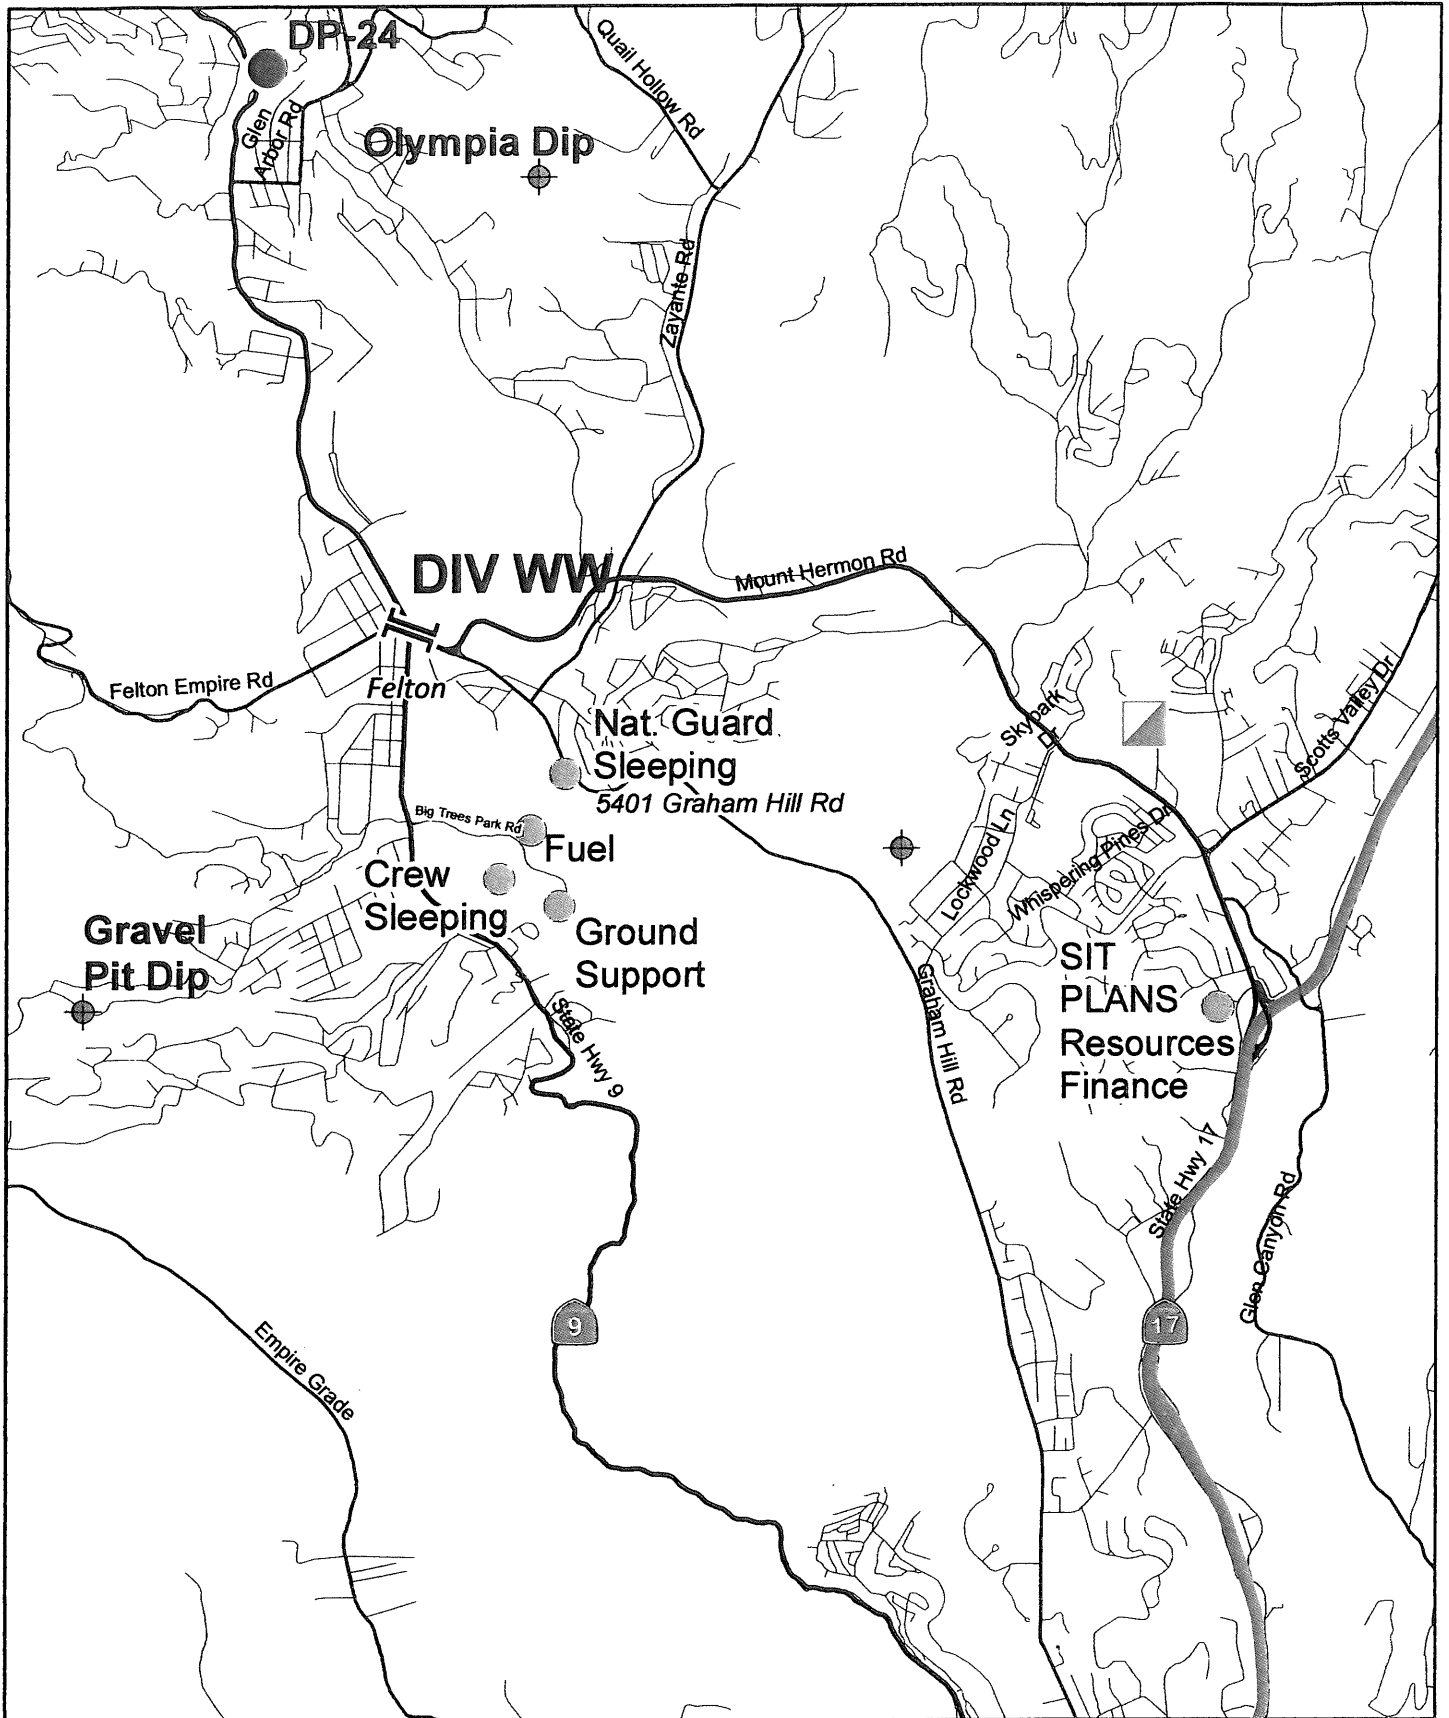 DP-24
Quail Hollow Rd
Glen
Arbor Rd
Olympia Dip
Zayante Rd
DIV WW
Mount Hermon Rd
Felton Empire Rd
Felton
Nat. Guard
Sleeping
5401 Graham Hill Rd
Skypark
Dr
Scotts Valley Dr
Big Trees Park Rd
Fuel
Crew
Sleeping
Lockwood Ln
Whispering Pines Dr
Gravel
Pit Dip
Ground
Support
SIT
PLANS
Resources
Finance
State Hwy 9
Graham Hill Rd
State Hwy 17
Glen Canyon Rd
9
17
Empire Grade